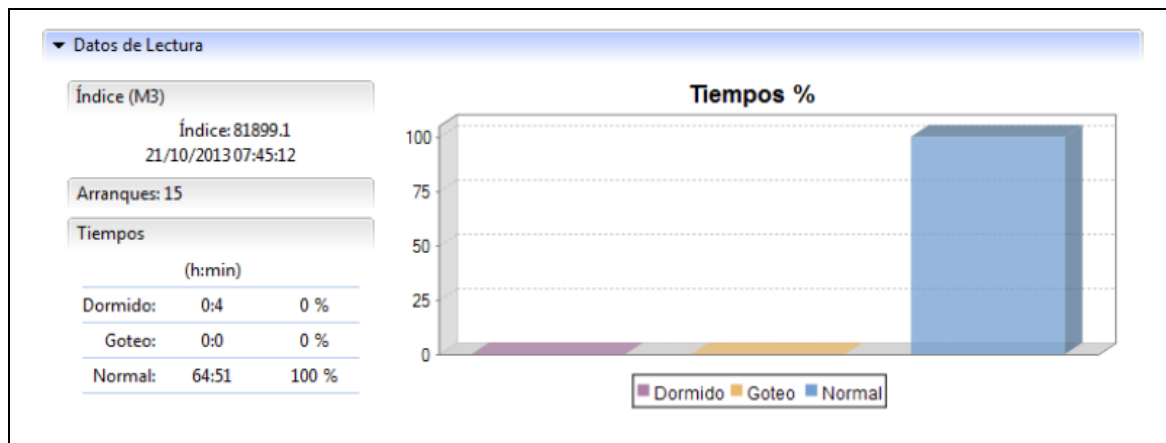 Datos de Lectura
Índice (M3)
Índice: 81899.1
21/10/2013 07:45:12
Arranques: 15
Tiempos
(h:min)
Dormido: 0:4 0 %
Goteo: 0:0 0 %
Normal: 64:51 100 %
Tiempos %
100
75
50
25
0
Dormido Goteo Normal